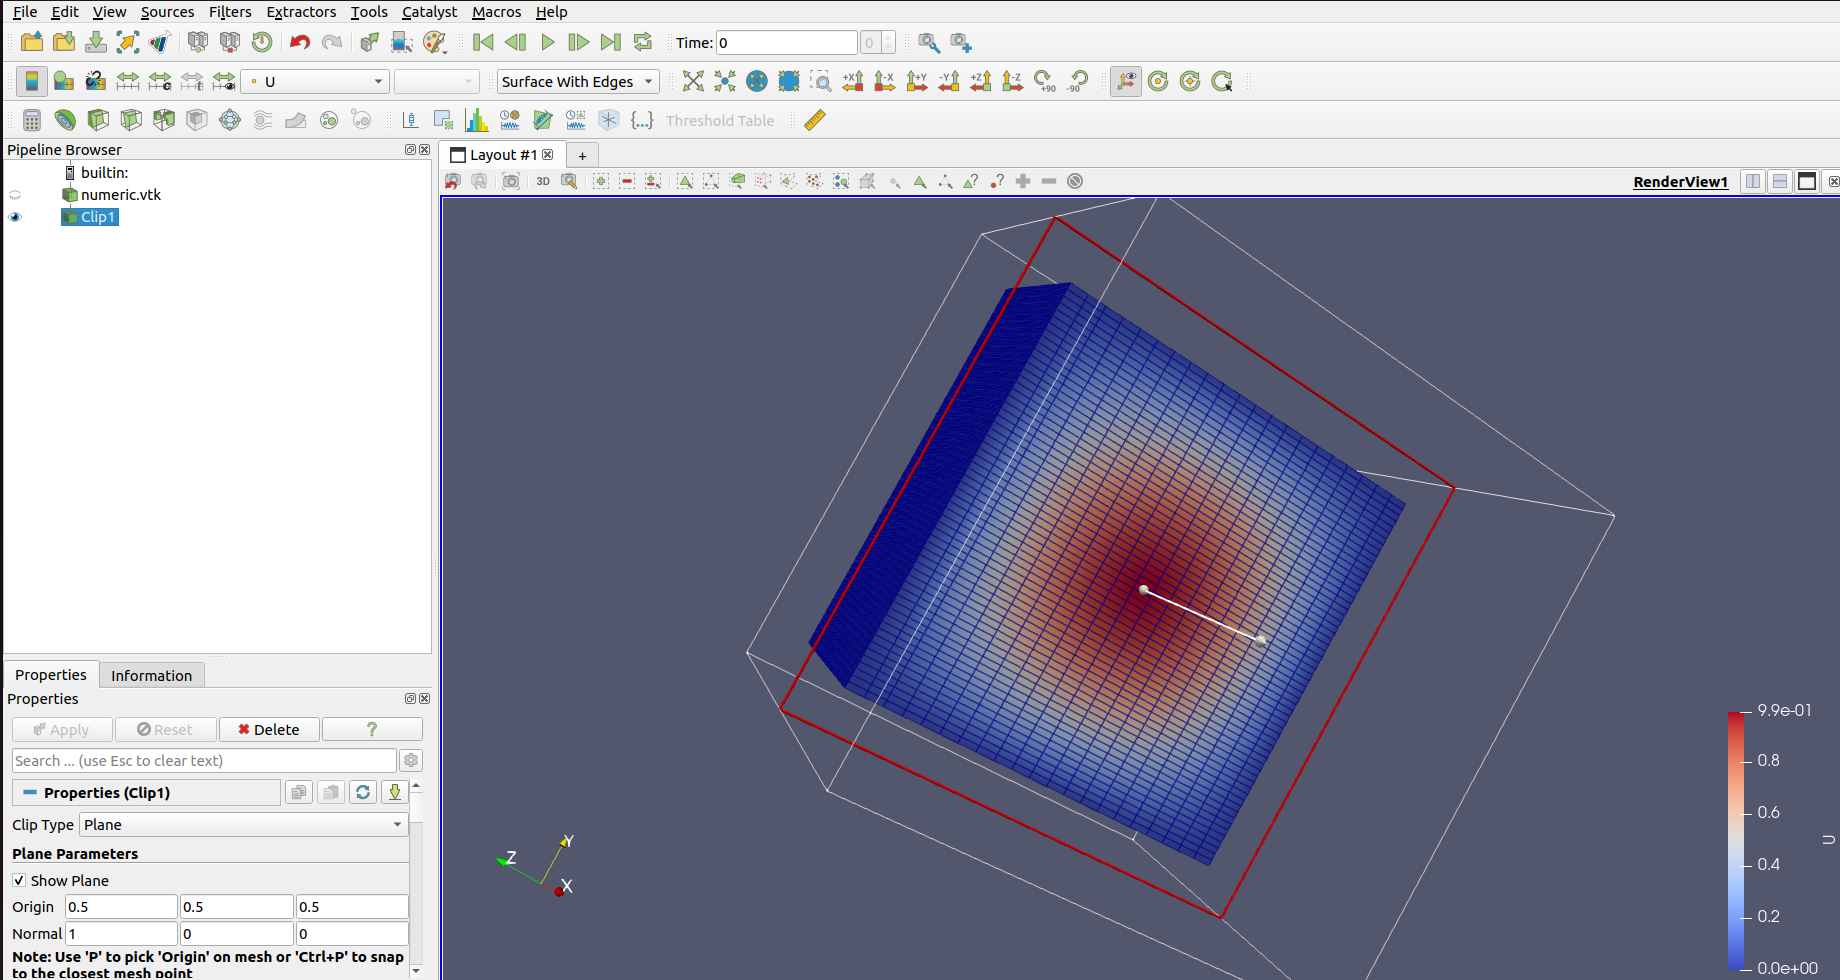 File Edit View Sources Filters Extractors Tools Catalyst Macros Help
Time: 0 0
U Surface With Edges +X -X +Y -Y +Z -Z +90 -90
Threshold Table
Pipeline Browser
Layout #1 +
builtin:
3D RenderView1
numeric.vtk
Clip1
Properties Information
Properties
Apply Reset Delete ?
Search ... (use Esc to clear text)
Properties (Clip1)
Clip Type Plane
Plane Parameters
Show Plane
Origin 0.5 0.5 0.5
Normal 1 0 0
Note: Use 'P' to pick 'Origin' on mesh or 'Ctrl+P' to snap
to the closest mesh point
Y
Z
X
9.9e-01
0.8
0.6
0.4
0.2
0.0e+00
U